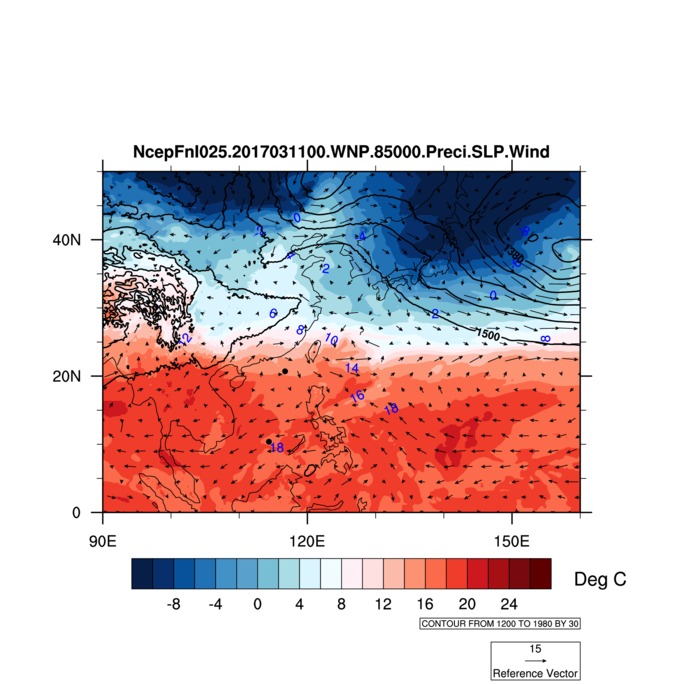 NcepFnl025.2017031100.WNP.85000.Preci.SLP.Wind
0
4
40N
2
0
6
2
8
1500
8
12
10
20N
14
16
18
18
0
90E 120E 150E
-8 -4 0 4 8 12 16 20 24
Deg C
CONTOUR FROM 1200 TO 1980 BY 30
15
Reference Vector